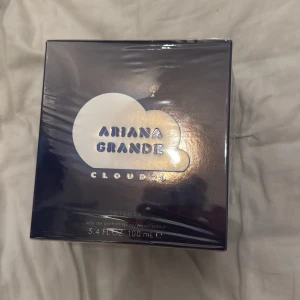 ARIANA
GRANDE
CLOUD
3.4 FL. OZ. 100 mL ℮